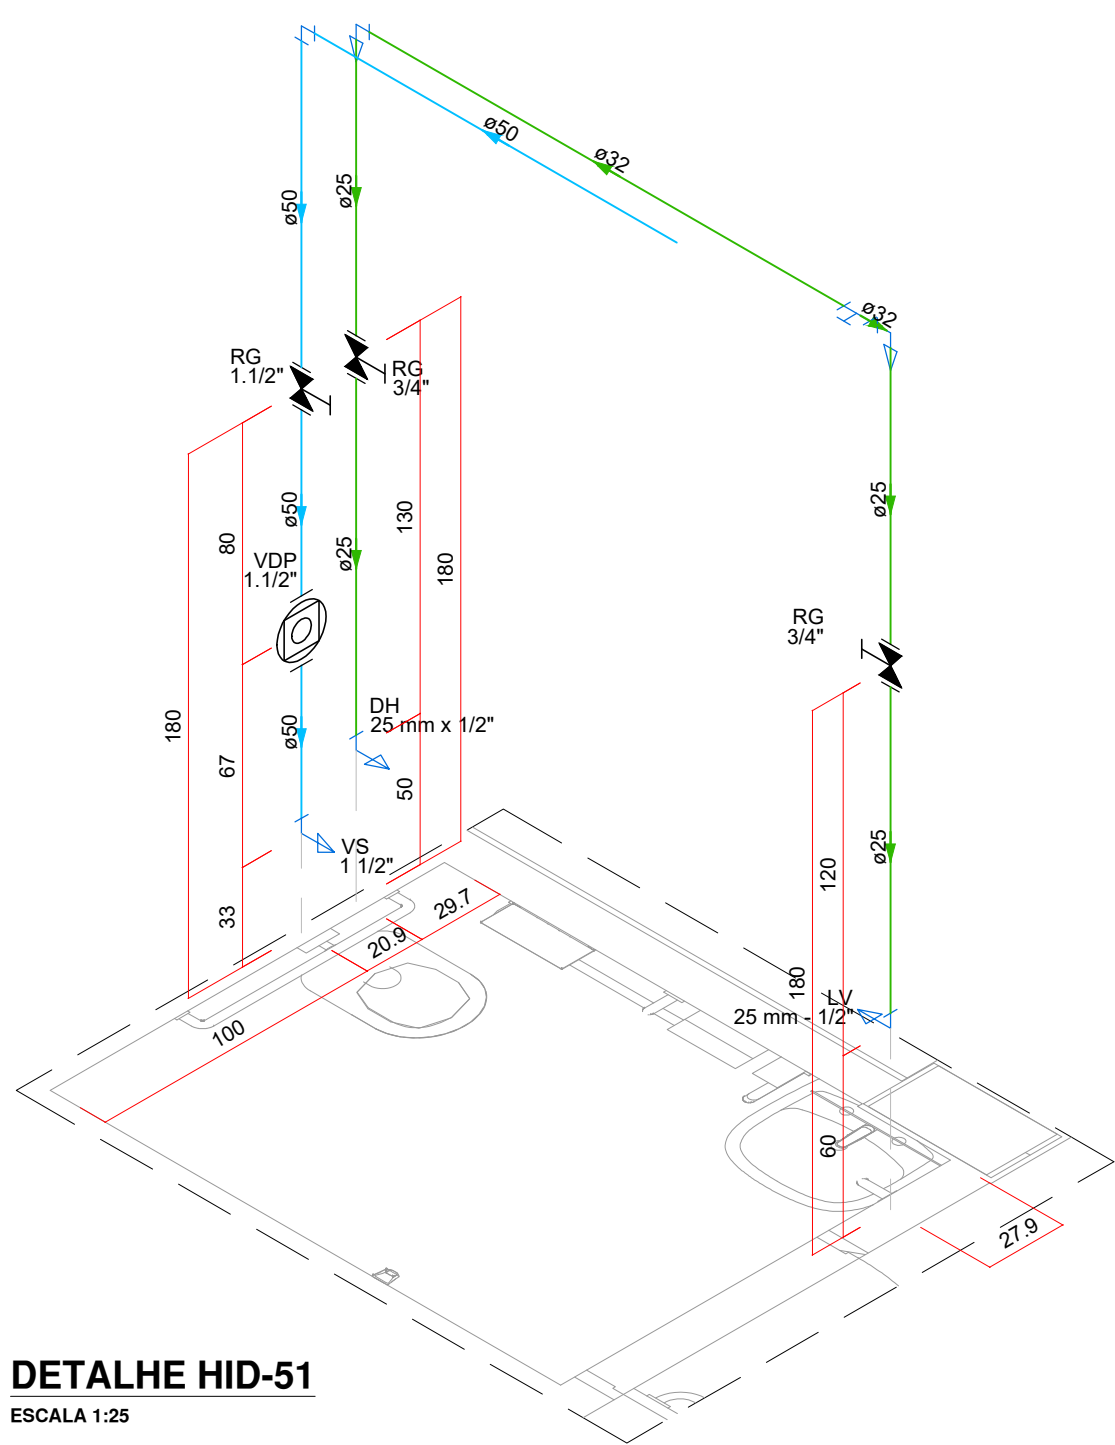 ø50
ø32
ø50
ø25
ø32
RG
1.1/2"
RG
3/4"
ø25
ø50
80
130
ø25
180
VDP
1.1/2"
RG
3/4"
DH
25 mm x 1/2"
180
ø50
67
50
VS
1 1/2"
ø25
120
33
29.7
20.9
100
180
LV
25 mm - 1/2"
60
27.9
DETALHE HID-51
ESCALA 1:25